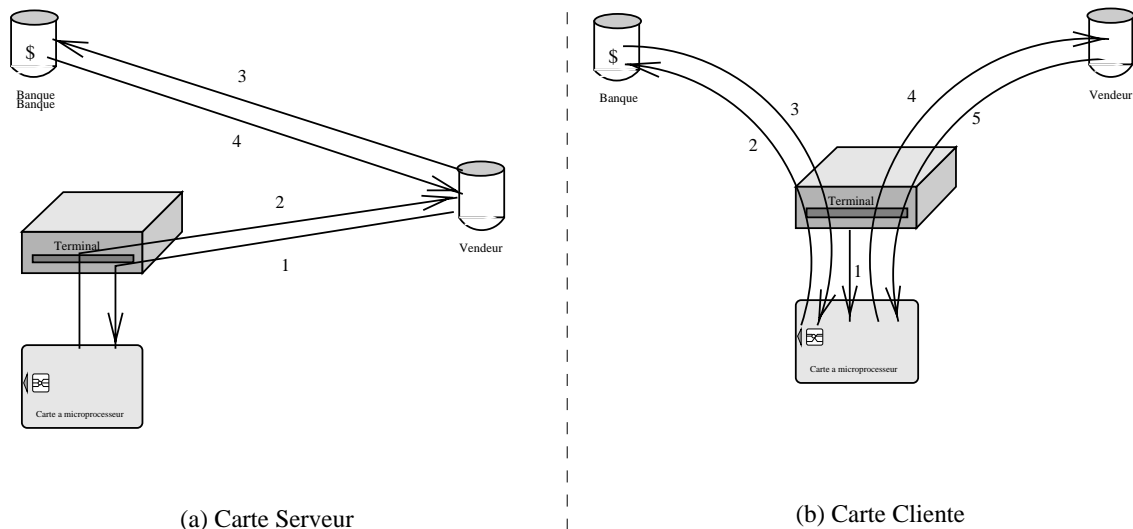 $
Banque
Banque
3
4
2
Terminal
1
Vendeur
Carte a microprocesseur
(a) Carte Serveur
$
Banque
Vendeur
3
4
2
5
Terminal
1
Carte a microprocesseur
(b) Carte Cliente